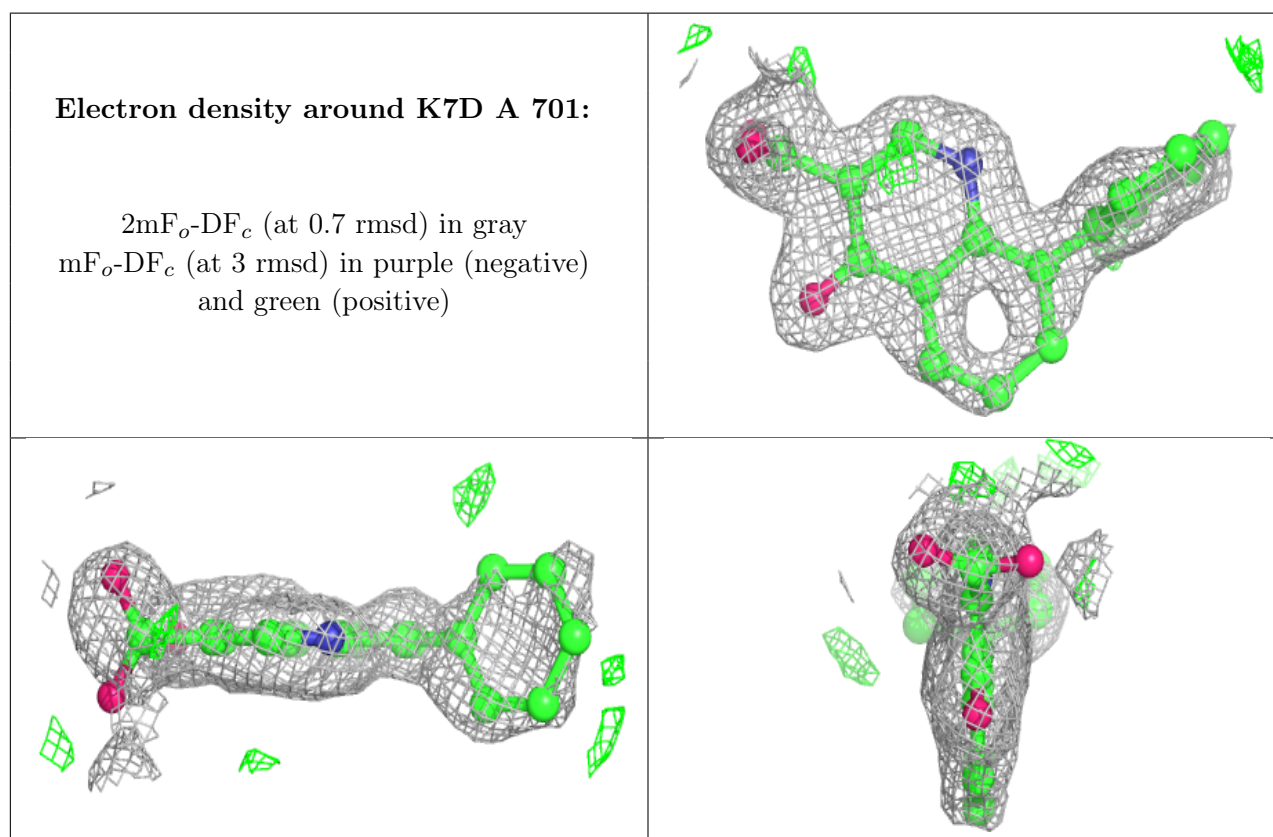 Electron density around K7D A 701:
2mFo-DFc (at 0.7 rmsd) in gray
mFo-DFc (at 3 rmsd) in purple (negative)
and green (positive)